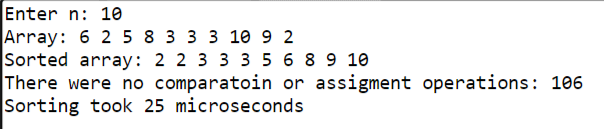 Enter n: 10
Array: 6 2 5 8 3 3 3 10 9 2
Sorted array: 2 2 3 3 3 5 6 8 9 10
There were no comparatoin or assigment operations: 106
Sorting took 25 microseconds